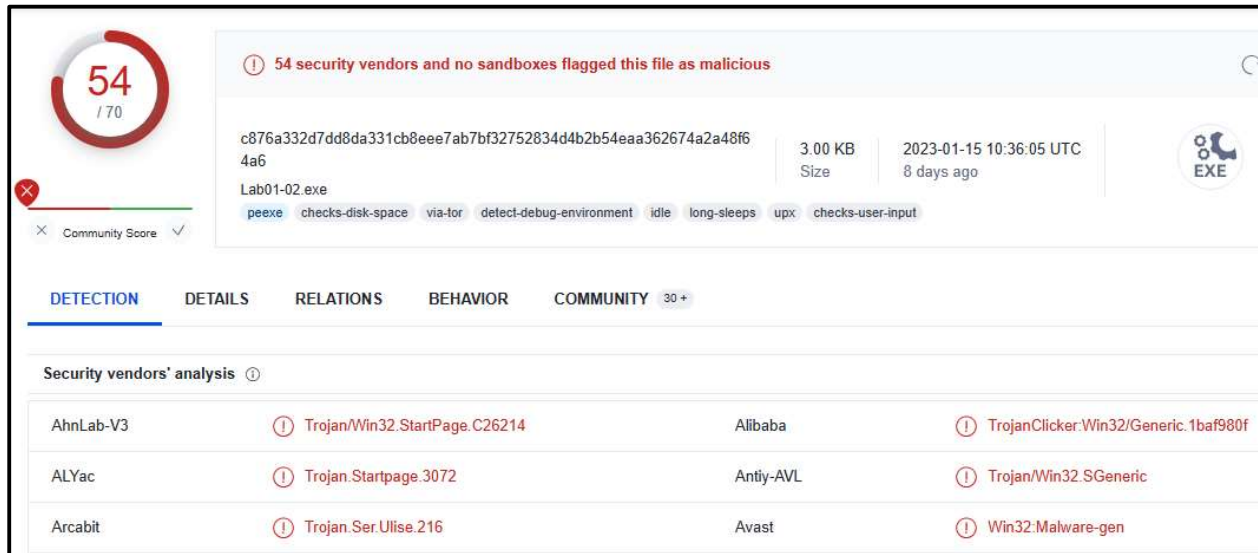 54
/ 70
54 security vendors and no sandboxes flagged this file as malicious
c876a332d7dd8da331cb8eee7ab7bf32752834d4b2b54eaa362674a2a48f6
4a6
Lab01-02.exe
3.00 KB
Size
2023-01-15 10:36:05 UTC
8 days ago
EXE
peexe checks-disk-space via-tor detect-debug-environment idle long-sleeps upx checks-user-input
Community Score
DETECTION DETAILS RELATIONS BEHAVIOR COMMUNITY 30 +
Security vendors' analysis
AhnLab-V3 Trojan/Win32.StartPage.C26214 Alibaba TrojanClicker:Win32/Generic.1baf980f
ALYac Trojan.Startpage.3072 Antiy-AVL Trojan/Win32.SGeneric
Arcabit Trojan.Ser.Ulise.216 Avast Win32:Malware-gen